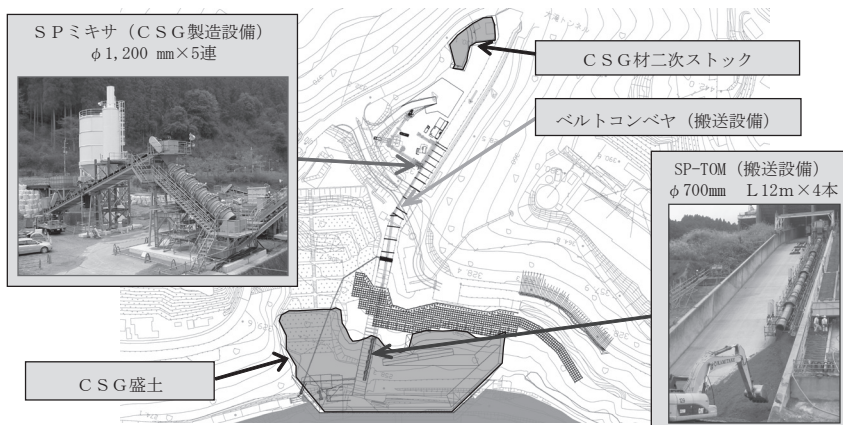 SPミキサ（CSG製造設備）
φ1,200 mm×5連
CSG材二次ストック
ベルトコンベヤ（搬送設備）
SP-TOM（搬送設備）
φ700mm L12m×4本
CSG盛土